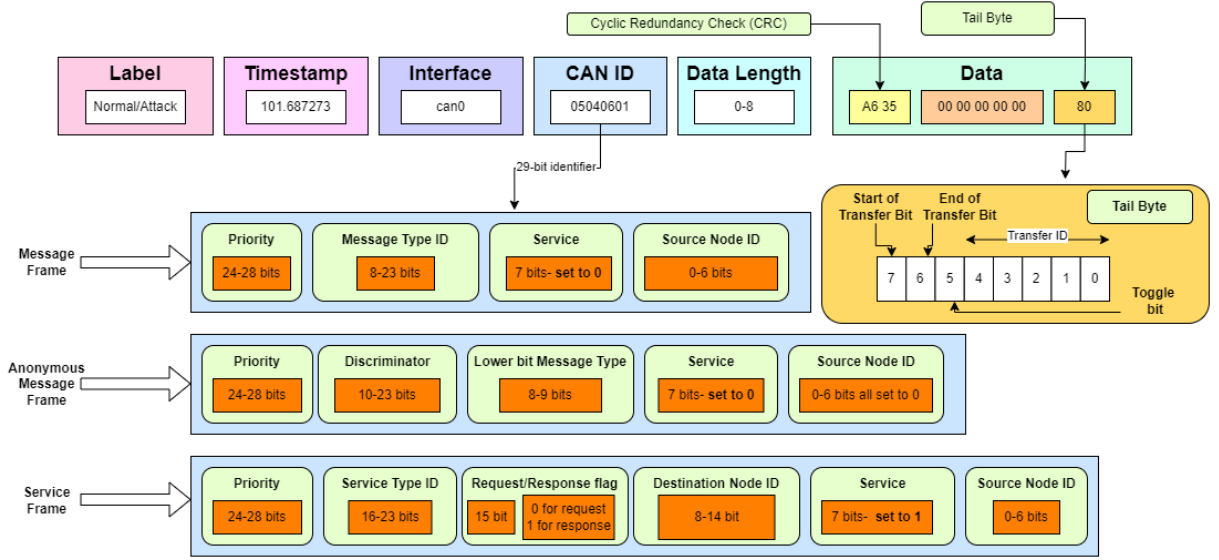 Cyclic Redundancy Check (CRC)
Tail Byte
Label
Normal/Attack
Timestamp
101.687273
Interface
can0
CAN ID
05040601
Data Length
0-8
Data
A6 35
00 00 00 00 00
80
29-bit identifier
Start of
Transfer Bit
End of
Transfer Bit
Tail Byte
Transfer ID
7 6 5 4 3 2 1 0
Toggle
bit
Message
Frame
Priority
24-28 bits
Message Type ID
8-23 bits
Service
7 bits- set to 0
Source Node ID
0-6 bits
Anonymous
Message
Frame
Priority
24-28 bits
Discriminator
10-23 bits
Lower bit Message Type
8-9 bits
Service
7 bits- set to 0
Source Node ID
0-6 bits all set to 0
Service
Frame
Priority
24-28 bits
Service Type ID
16-23 bits
Request/Response flag
15 bit
0 for request
1 for response
Destination Node ID
8-14 bit
Service
7 bits- set to 1
Source Node ID
0-6 bits